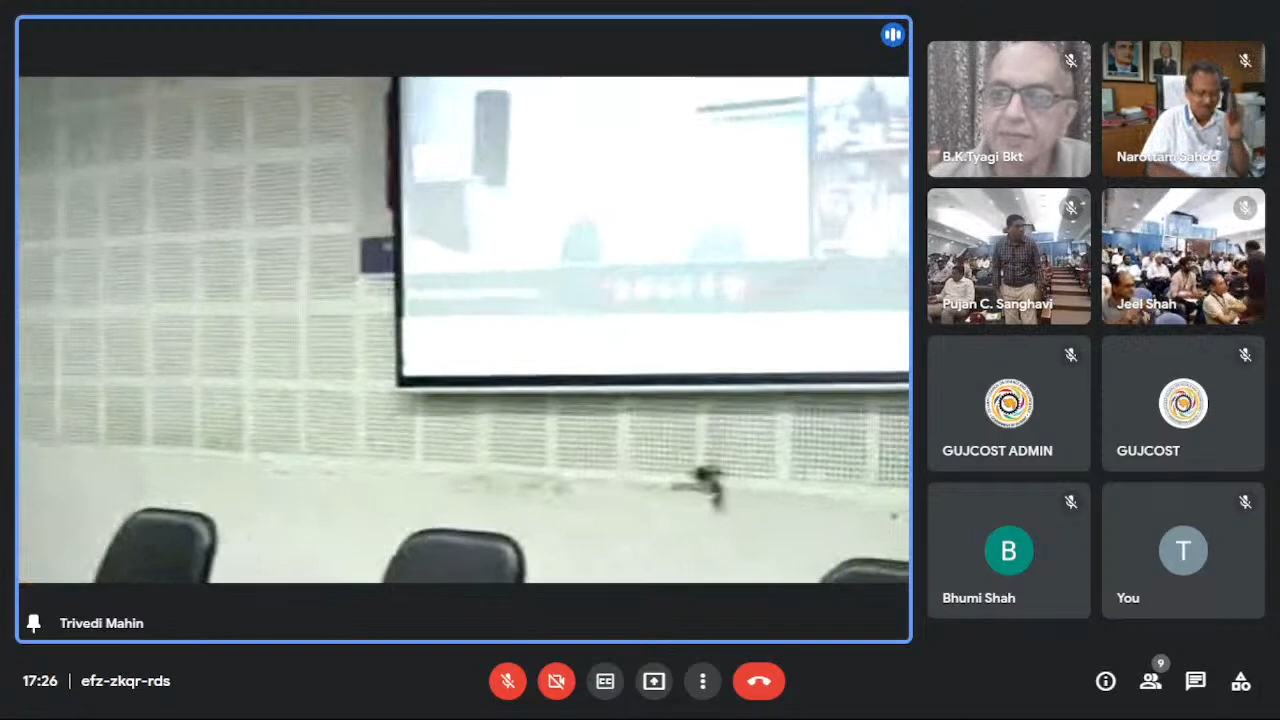 B.K.Tyagi Bkt
Narottam Sahoo
Pujan C. Sanghavi
Jeel Shah
GUJCOST ADMIN
GUJCOST
B
Bhumi Shah
T
You
Trivedi Mahin
17:26 | efz-zkqr-rds
CC
9